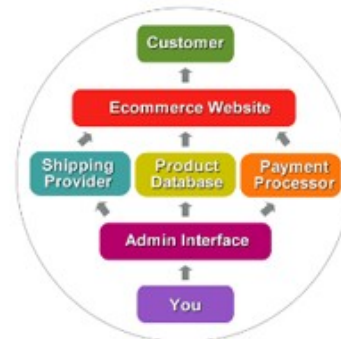 Customer
Ecommerce Website
Shipping
Provider
Product
Database
Payment
Processor
Admin Interface
You